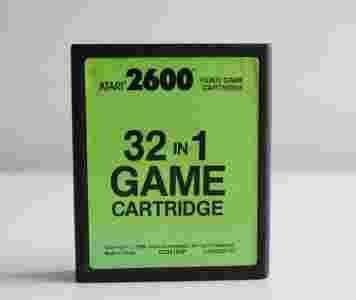 ATARI 2600 VIDEO GAME
CARTRIDGE
32 IN 1
GAME
CARTRIDGE